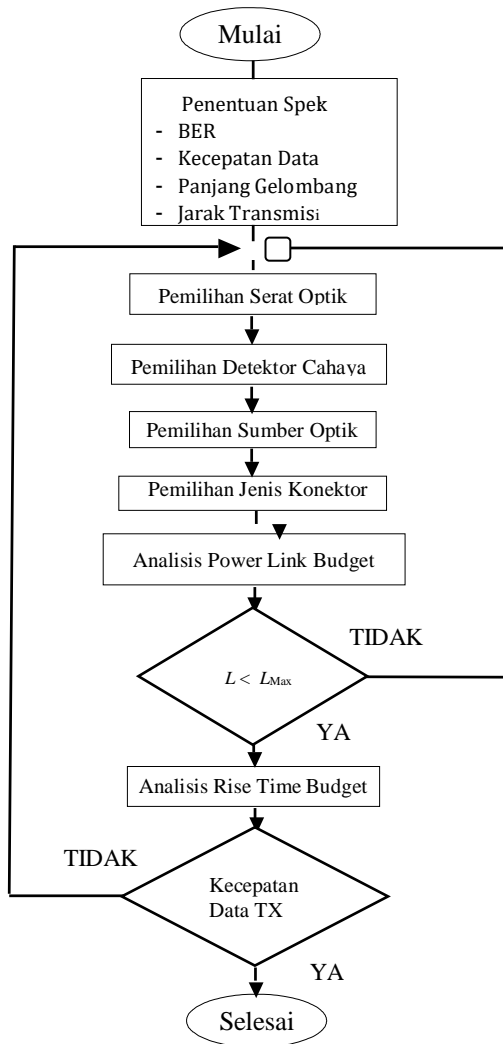 Mulai
Penentuan Spek
- BER
- Kecepatan Data
- Panjang Gelombang
- Jarak Transmisi
Pemilihan Serat Optik
Pemilihan Detektor Cahaya
Pemilihan Sumber Optik
Pemilihan Jenis Konektor
Analisis Power Link Budget
TIDAK
L < LMax
YA
Analisis Rise Time Budget
TIDAK
Kecepatan
Data TX
YA
Selesai